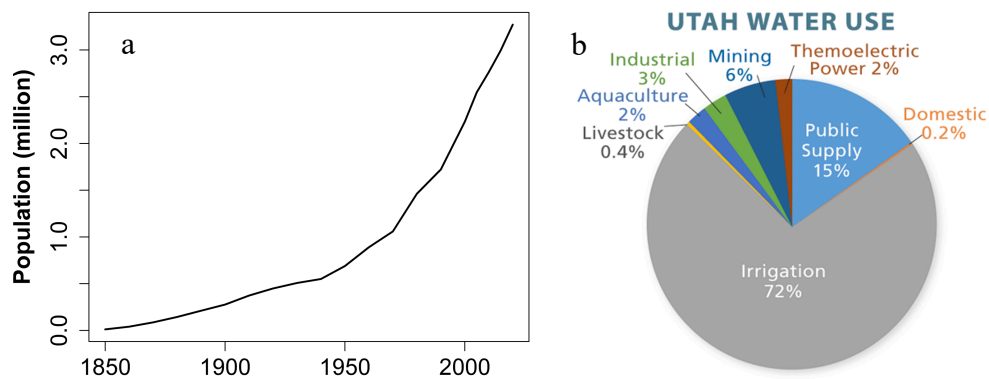 a
Population (million)
3.0
2.0
1.0
0.0
1850
1900
1950
2000
b
UTAH WATER USE
Themoelectric
Power 2%
Mining
6%
Industrial
3%
Aquaculture
2%
Livestock
0.4%
Domestic
0.2%
Public
Supply
15%
Irrigation
72%